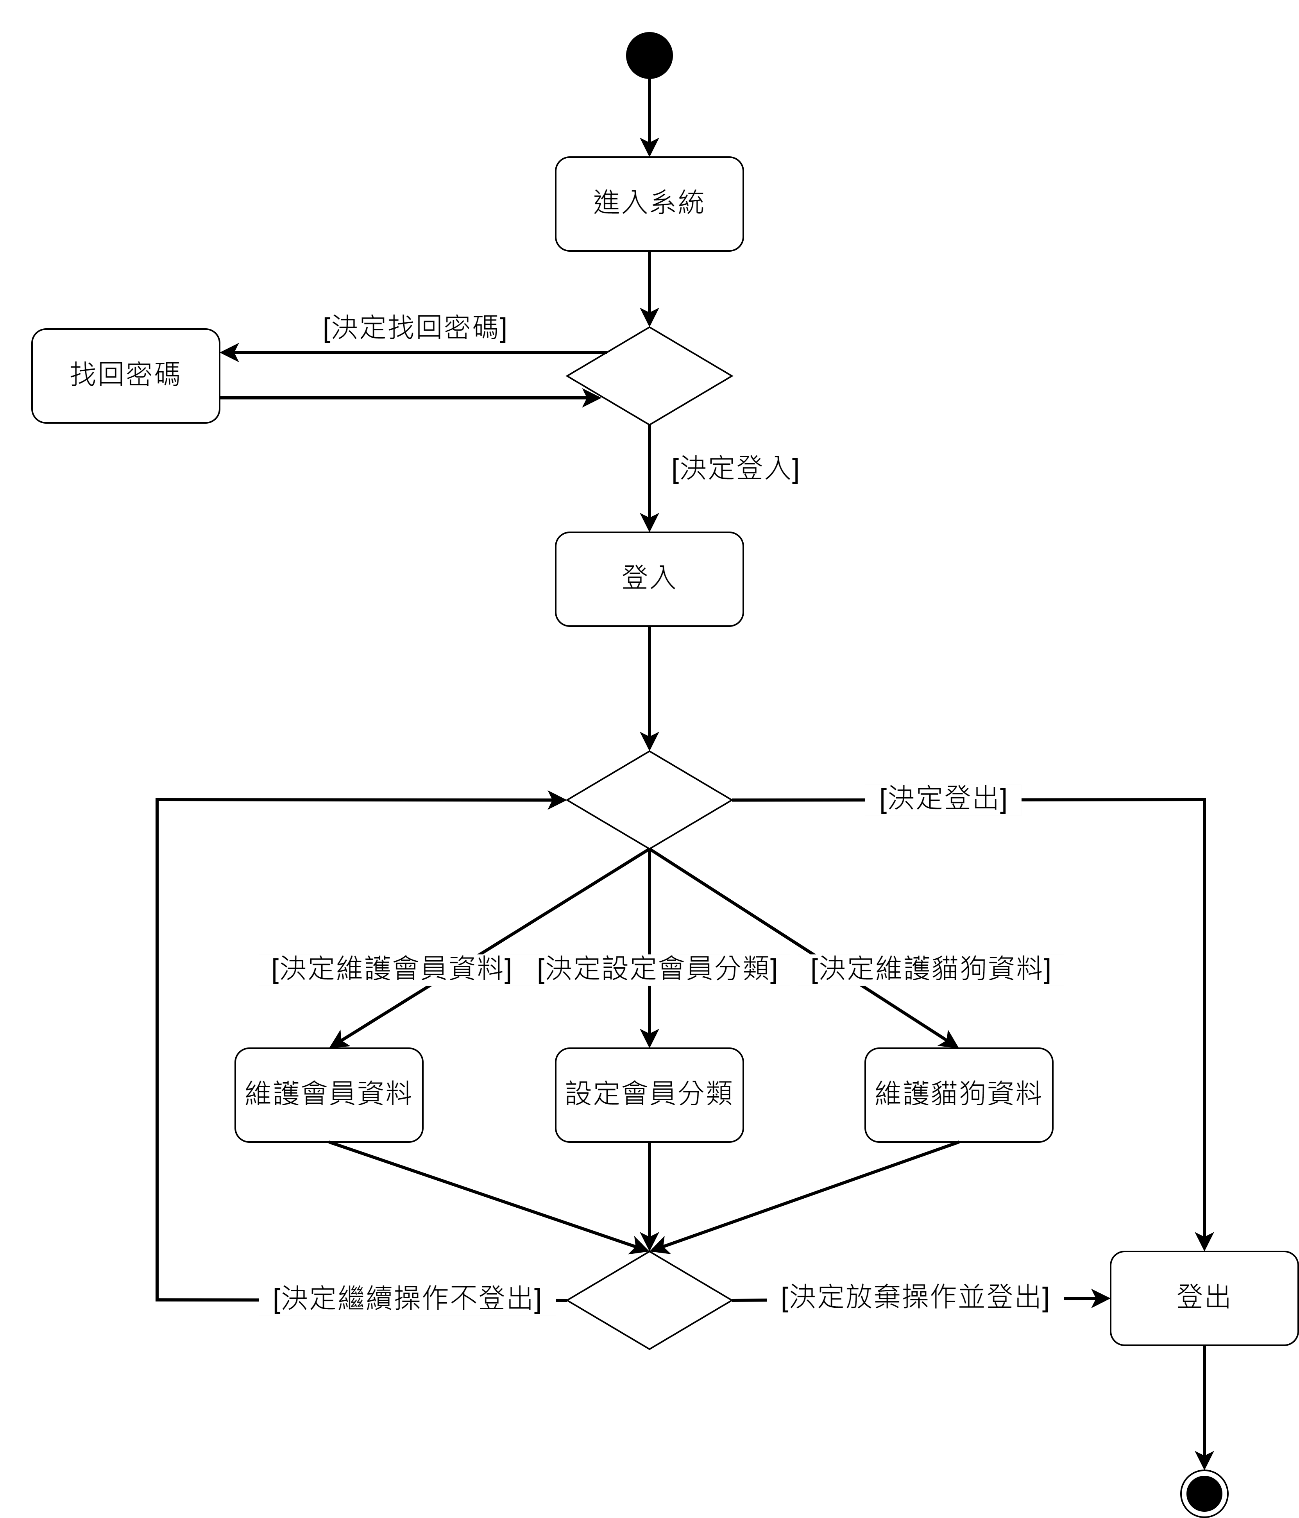 進入系統
[決定找回密碼]
找回密碼
[決定登入]
登入
[決定登出]
[決定維護會員資料]
[決定設定會員分類]
[決定維護貓狗資料]
維護會員資料
設定會員分類
維護貓狗資料
[決定繼續操作不登出]
[決定放棄操作並登出]
登出